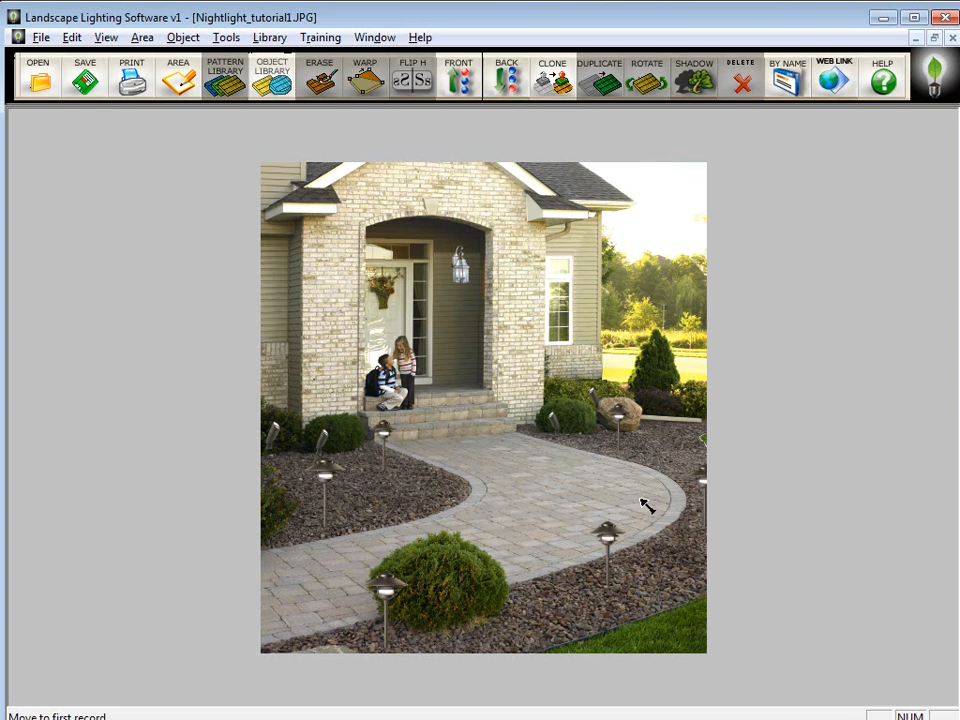 Landscape Lighting Software v1 - [Nightlight_tutorial1.JPG]
File Edit View Area Object Tools Library Training Window Help
OPEN SAVE PRINT AREA PATTERN LIBRARY OBJECT LIBRARY ERASE WARP FLIP H FRONT BACK CLONE DUPLICATE ROTATE SHADOW DELETE BY NAME WEB LINK HELP
Move to first record
NUM